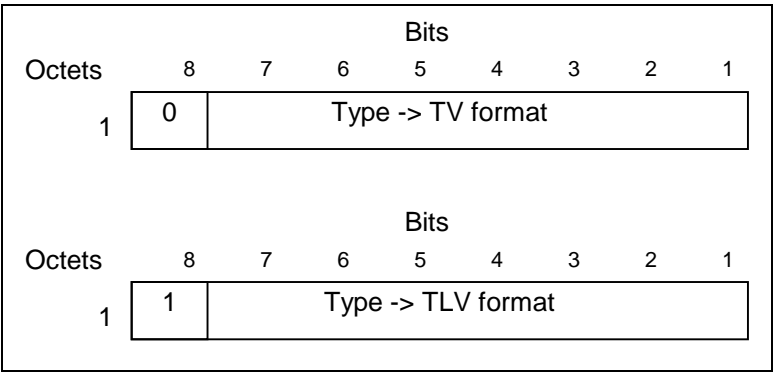 Bits
Octets 8 7 6 5 4 3 2 1
1 0 Type -> TV format
Bits
Octets 8 7 6 5 4 3 2 1
1 1 Type -> TLV format